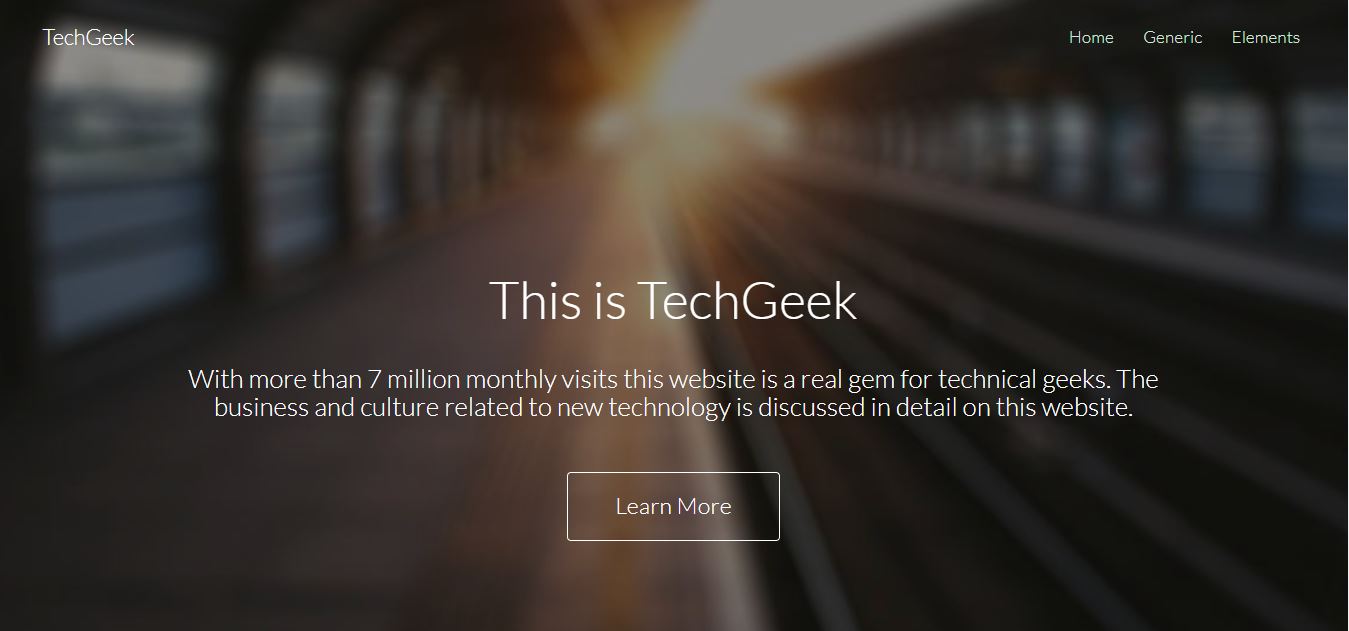 TechGeek
Home Generic Elements
This is TechGeek
With more than 7 million monthly visits this website is a real gem for technical geeks. The
business and culture related to new technology is discussed in detail on this website.
Learn More